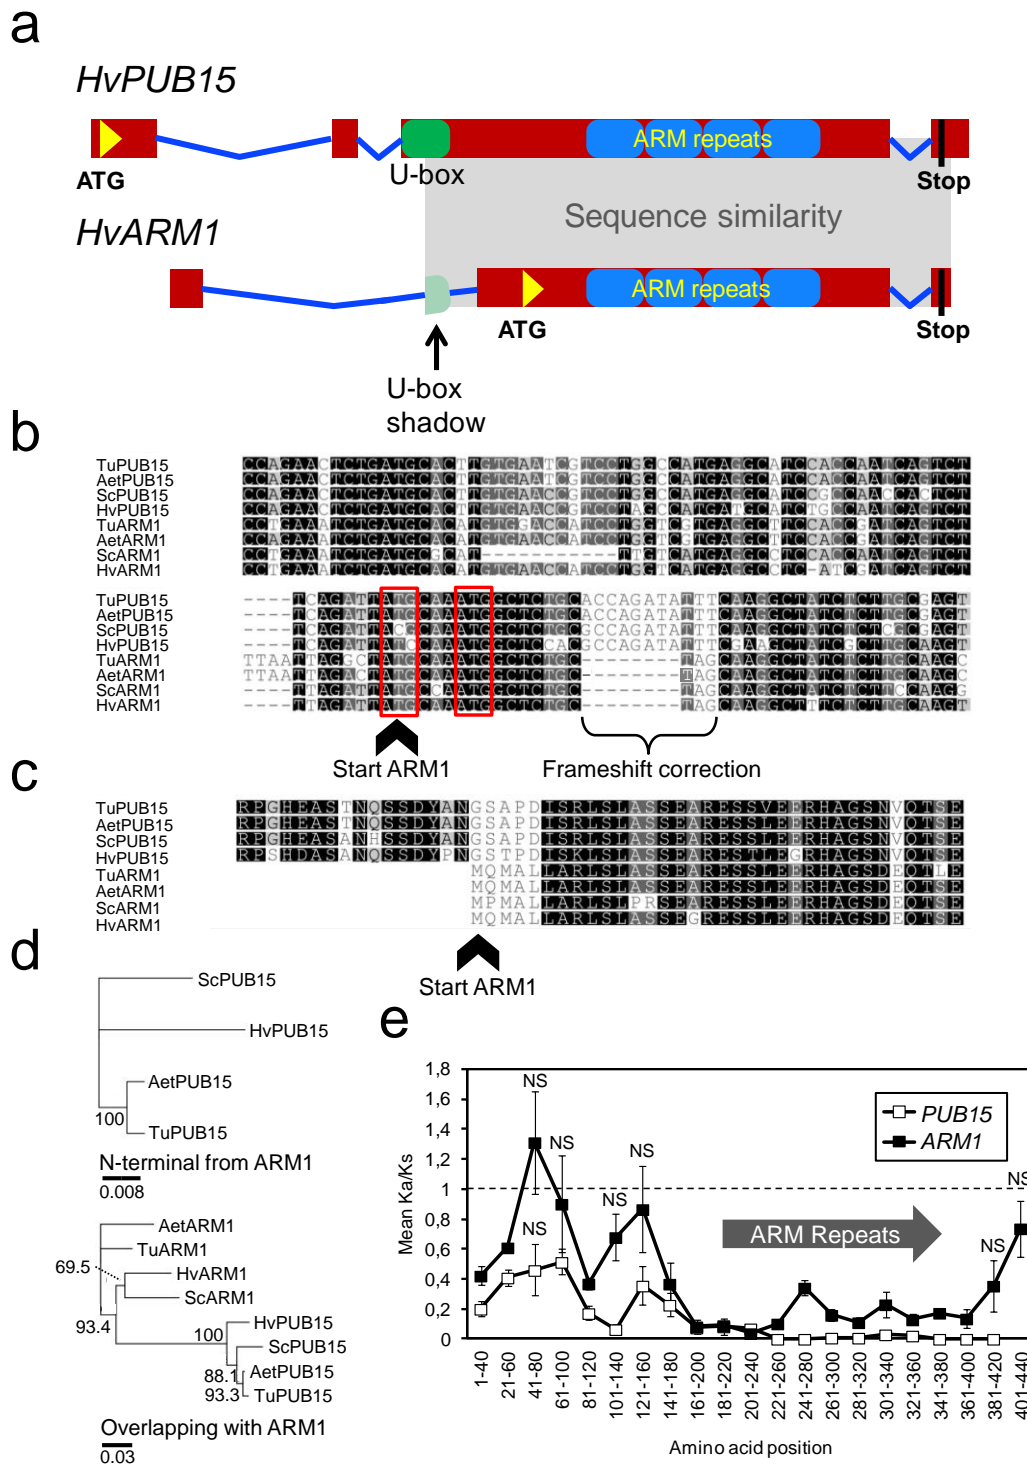 a
HvPUB15
ARM repeats
ATG
U-box
Stop
Sequence similarity
HvARM1
ARM repeats
ATG
Stop
U-box
shadow
b
TuPUB15
AetPUB15
ScPUB15
HvPUB15
TuARM1
AetARM1
ScARM1
HvARM1
TuPUB15
AetPUB15
ScPUB15
HvPUB15
TuARM1
AetARM1
ScARM1
HvARM1
Start ARM1
Frameshift correction
c
TuPUB15 RPGHEASTNQSSDYANGSAPDISRLSLASSEARESSVEERHAGSNVQTSE
AetPUB15 RPGHEASTNQSSDYANGSAPDISRLSLASSEARESSLEERHAGSNVQTSE
ScPUB15 RPGHEASANHSSDYANGSAPDISRLSLASSEARESSLEERHAGSNVQTSE
HvPUB15 RPSHDASANQSSDYPNGSTPDISKLSLASSEARESTLEGRHAGSNVQTSE
TuARM1 MQMALLARLSLASSEARESSLEERHAGSDEQTLE
AetARM1 MQMALLARLSLASSEARESSLEERHAGSDEQTSE
ScARM1 MPMALLARLSLPRSEARESSLEERHAGSDEQTSE
HvARM1 MQMALLARLSLASSEGRESSLEERHAGSDEQTSE
Start ARM1
d
ScPUB15
HvPUB15
AetPUB15
100
TuPUB15
N-terminal from ARM1
0.008
AetARM1
TuARM1
69.5
HvARM1
ScARM1
93.4
100
HvPUB15
ScPUB15
88.1
AetPUB15
93.3
TuPUB15
Overlapping with ARM1
0.03
e
Mean Ka/Ks
1,8
1,6
1,4
1,2
1
0,8
0,6
0,4
0,2
0
NS
NS
NS
NS
NS
NS
NS
PUB15
ARM1
ARM Repeats
1-40
21-60
41-80
61-100
81-120
101-140
121-160
141-180
161-200
181-220
201-240
221-260
241-280
261-300
281-320
301-340
321-360
341-380
361-400
381-420
401-440
Amino acid position